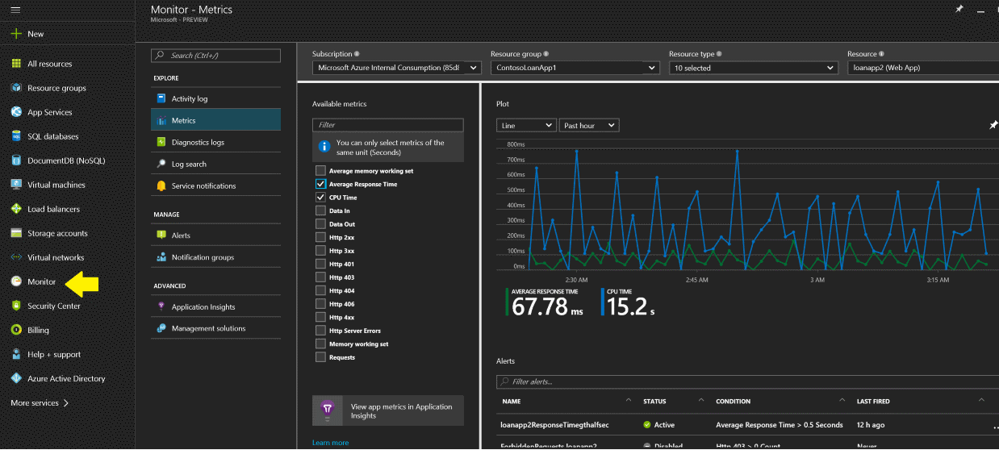 Monitor - Metrics
Microsoft - PREVIEW
New
All resources
Resource groups
App Services
SQL databases
DocumentDB (NoSQL)
Virtual machines
Load balancers
Storage accounts
Virtual networks
Monitor
Security Center
Billing
Help + support
Azure Active Directory
More services
Search (Ctrl+/)
EXPLORE
Activity log
Metrics
Diagnostics logs
Log search
Service notifications
MANAGE
Alerts
Notification groups
ADVANCED
Application Insights
Management solutions
Subscription
Microsoft Azure Internal Consumption (85d8
Resource group
ContosoLoanApp1
Resource type
10 selected
Resource
loanapp2 (Web App)
Available metrics
Filter
You can only select metrics of the
same unit (Seconds)
Average memory working set
Average Response Time
CPU Time
Data In
Data Out
Http 2xx
Http 3xx
Http 401
Http 403
Http 404
Http 406
Http 4xx
Http Server Errors
Memory working set
Requests
View app metrics in Application
Insights
Learn more
Plot
Line
Past hour
800ms
700ms
600ms
500ms
400ms
300ms
200ms
100ms
0ms
2:30 AM 2:45 AM 3 AM 3:15 AM
AVERAGE RESPONSE TIME
67.78 ms
CPU TIME
15.2 s
Alerts
Filter alerts...
NAME STATUS CONDITION LAST FIRED
loanapp2ResponseTimegthalfsec Active Average Response Time > 0.5 Seconds 12 h ago ...
ForbiddenRequests loanapp2 Disabled Http 403 > 0 Count Never